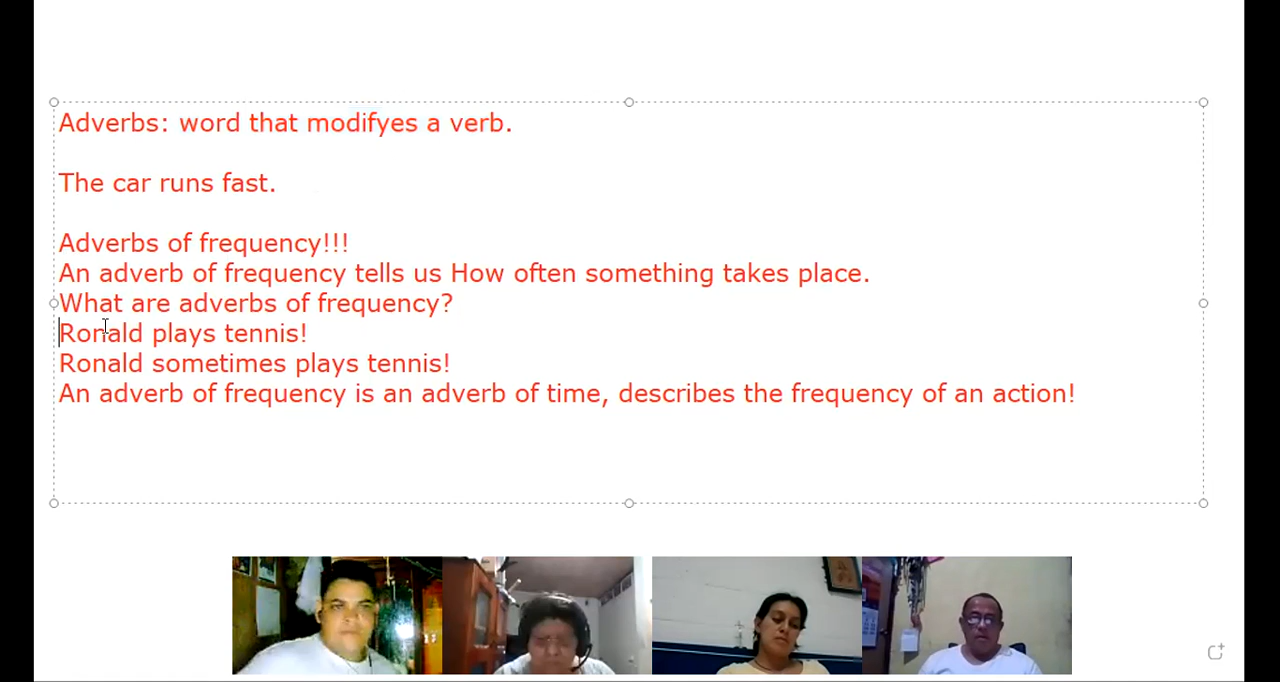 Adverbs: word that modifyes a verb.
The car runs fast.
Adverbs of frequency!!!
An adverb of frequency tells us How often something takes place.
What are adverbs of frequency?
Ronald plays tennis!
Ronald sometimes plays tennis!
An adverb of frequency is an adverb of time, describes the frequency of an action!